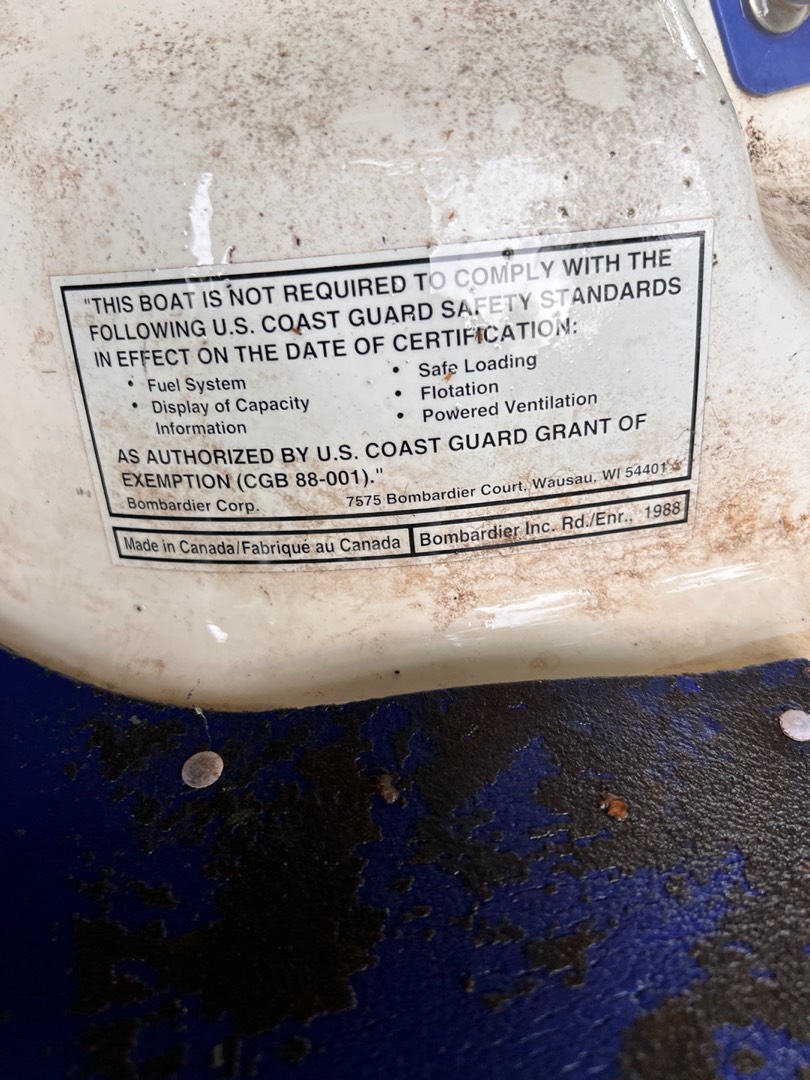 "THIS BOAT IS NOT REQUIRED TO COMPLY WITH THE
FOLLOWING U.S. COAST GUARD SAFETY STANDARDS
IN EFFECT ON THE DATE OF CERTIFICATION:
• Fuel System
• Display of Capacity
Information
• Safe Loading
• Flotation
• Powered Ventilation
AS AUTHORIZED BY U.S. COAST GUARD GRANT OF
EXEMPTION (CGB 88-001)."
Bombardier Corp. 7575 Bombardier Court, Wausau, WI 54401
Made in Canada/Fabriqué au Canada
Bombardier Inc. Rd./Enr., 1988